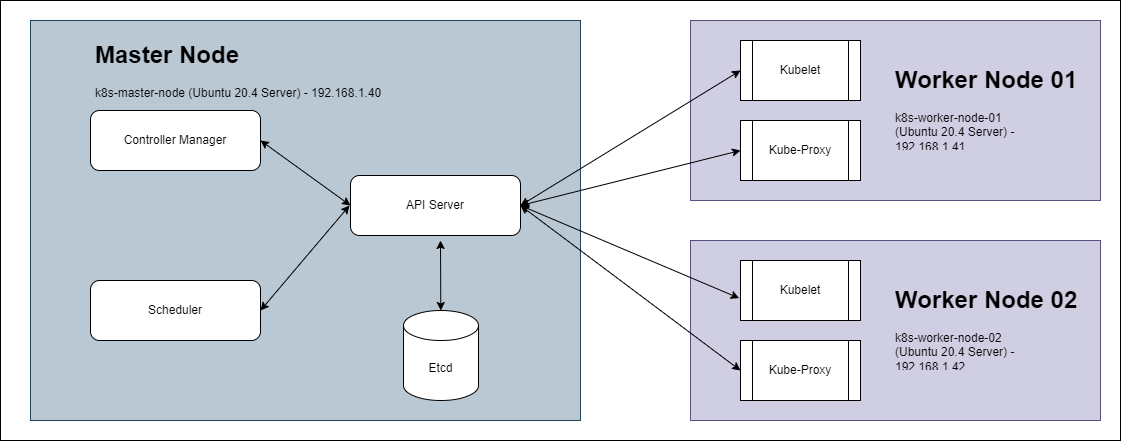 Master Node
k8s-master-node (Ubuntu 20.4 Server) - 192.168.1.40
Controller Manager
API Server
Scheduler
Etcd
Kubelet
Kube-Proxy
Worker Node 01
k8s-worker-node-01
(Ubuntu 20.4 Server) -
192.168.1.41
Kubelet
Kube-Proxy
Worker Node 02
k8s-worker-node-02
(Ubuntu 20.4 Server) -
192.168.1.42